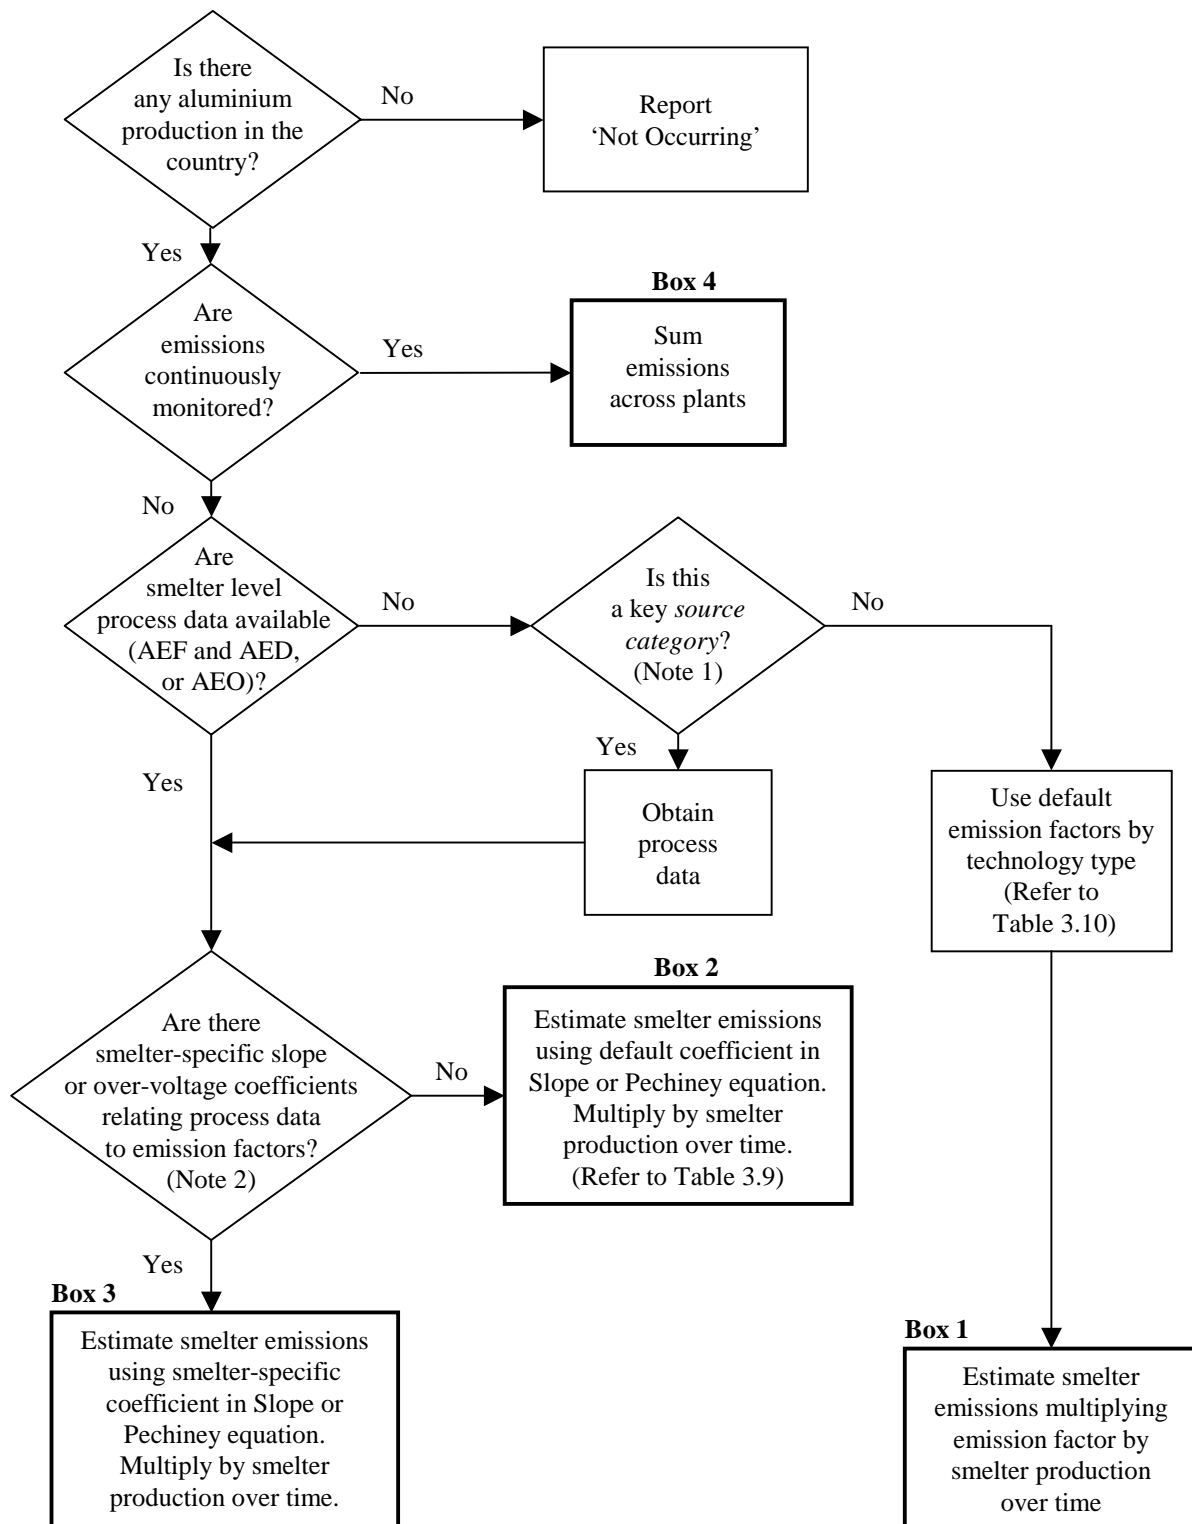 Is there
any aluminium
production in the
country?
No
Report
‘Not Occurring’
Yes
Are
emissions
continuously
monitored?
Yes
Box 4
Sum
emissions
across plants
No
Are
smelter level
process data available
(AEF and AED,
or AEO)?
No
Is this
a key source
category?
(Note 1)
No
Yes
Yes
Obtain
process
data
Use default
emission factors by
technology type
(Refer to
Table 3.10)
Are there
smelter-specific slope
or over-voltage coefficients
relating process data
to emission factors?
(Note 2)
No
Box 2
Estimate smelter emissions
using default coefficient in
Slope or Pechiney equation.
Multiply by smelter
production over time.
(Refer to Table 3.9)
Yes
Box 3
Estimate smelter emissions
using smelter-specific
coefficient in Slope or
Pechiney equation.
Multiply by smelter
production over time.
Box 1
Estimate smelter
emissions multiplying
emission factor by
smelter production
over time